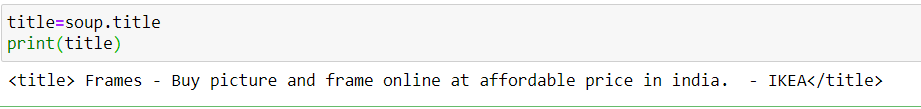 title=soup.title
print(title)
<title> Frames - Buy picture and frame online at affordable price in india.  - IKEA</title>